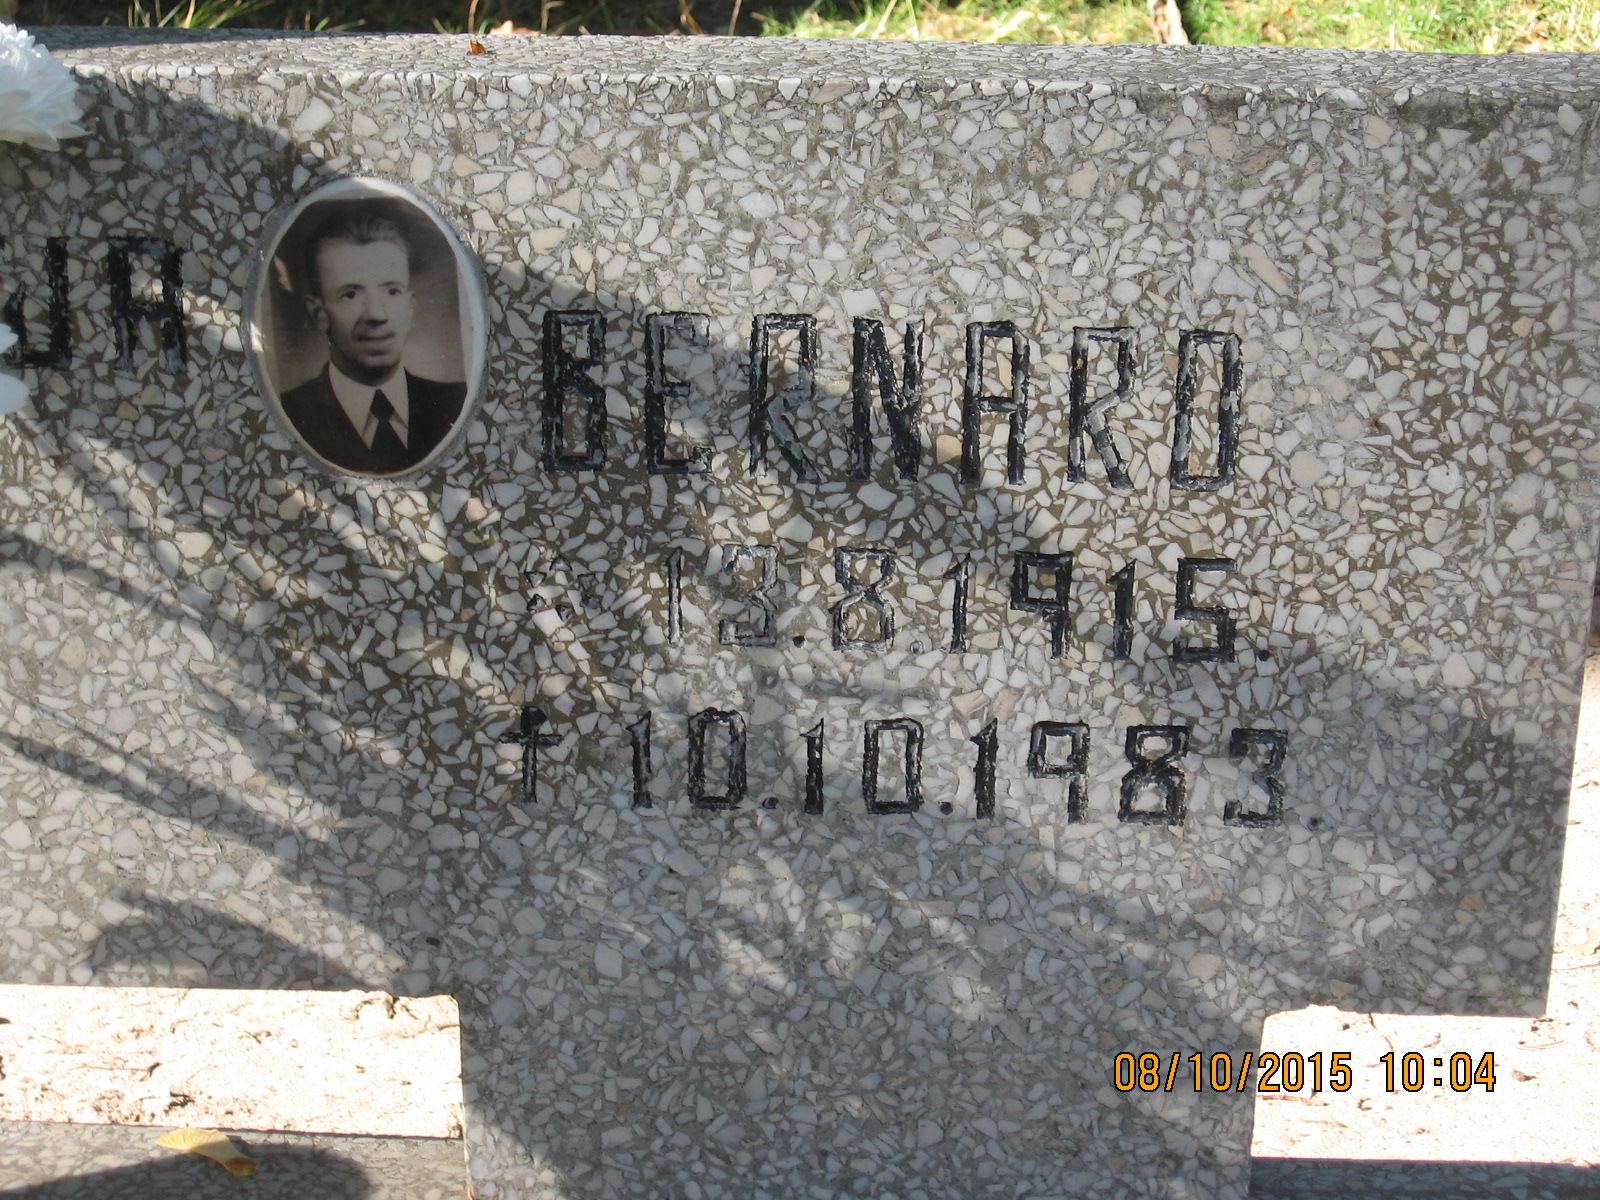 BERNARD
* 13.8.1915.
† 10.10.1983.
08/10/2015 10:04